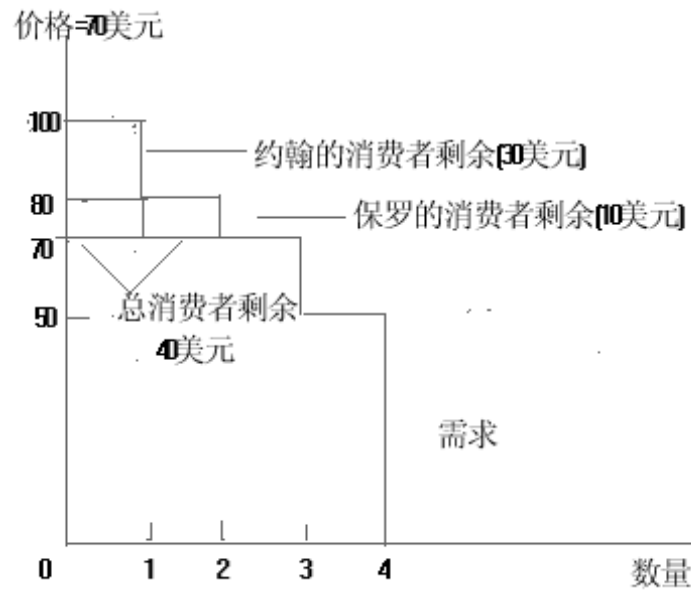 价格=70美元
100
约翰的消费者剩余(30美元)
80
保罗的消费者剩余(10美元)
70
总消费者剩余
50
40美元
需求
0 1 2 3 4 数量